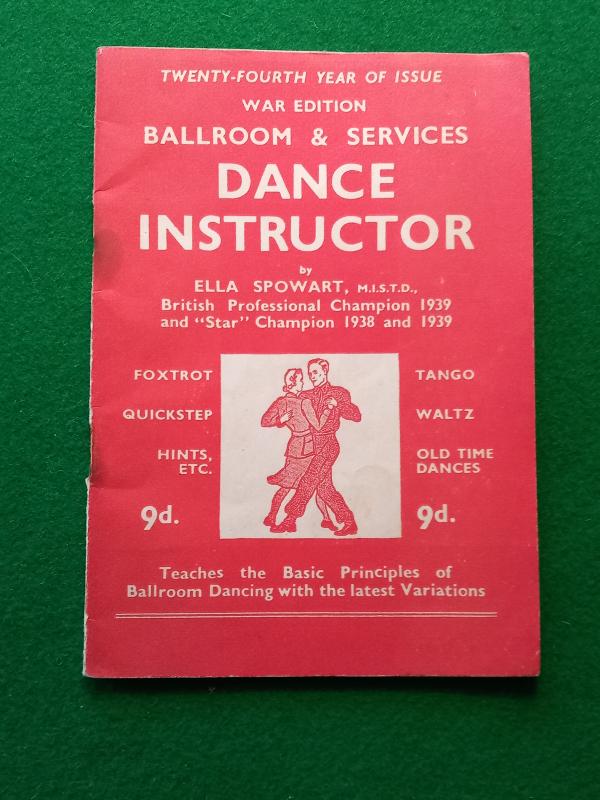 TWENTY-FOURTH YEAR OF ISSUE
WAR EDITION
BALLROOM & SERVICES
DANCE
INSTRUCTOR
by
ELLA SPOWART, M.I.S.T.D.,
British Professional Champion 1939
and "Star" Champion 1938 and 1939
FOXTROT
QUICKSTEP
HINTS,
ETC.
9d.
TANGO
WALTZ
OLD TIME
DANCES
9d.
Teaches the Basic Principles of
Ballroom Dancing with the latest Variations